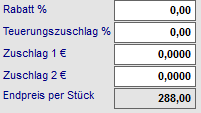 Rabatt % 0,00
Teuerungszuschlag % 0,00
Zuschlag 1 € 0,0000
Zuschlag 2 € 0,0000
Endpreis per Stück 288,00